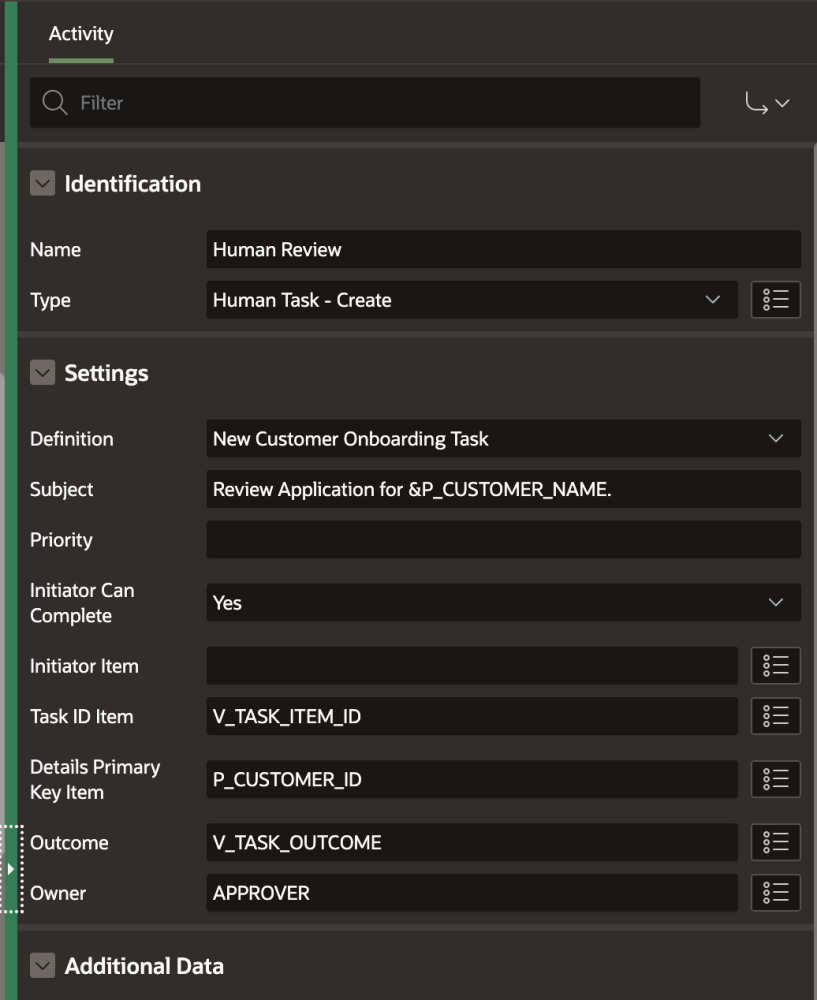 Activity
Filter
Identification
Name Human Review
Type Human Task - Create
Settings
Definition New Customer Onboarding Task
Subject Review Application for &P_CUSTOMER_NAME.
Priority
Initiator Can
Complete
Yes
Initiator Item
Task ID Item V_TASK_ITEM_ID
Details Primary
Key Item
P_CUSTOMER_ID
Outcome V_TASK_OUTCOME
Owner APPROVER
Additional Data